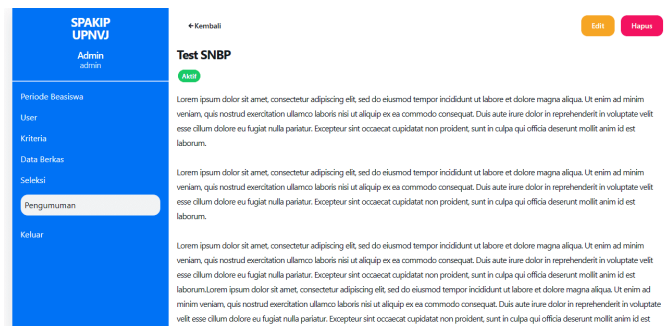 SPAKIP
UPNVJ
Admin
admin
Periode Beasiswa
User
Kriteria
Data Berkas
Seleksi
Pengumuman
Keluar
←Kembali
Edit
Hapus
Test SNBP
Aktif
Lorem ipsum dolor sit amet, consectetur adipiscing elit, sed do eiusmod tempor incididunt ut labore et dolore magna aliqua. Ut enim ad minim
veniam, quis nostrud exercitation ullamco laboris nisi ut aliquip ex ea commodo consequat. Duis aute irure dolor in reprehenderit in voluptate velit
esse cillum dolore eu fugiat nulla pariatur. Excepteur sint occaecat cupidatat non proident, sunt in culpa qui officia deserunt mollit anim id est
laborum.
Lorem ipsum dolor sit amet, consectetur adipiscing elit, sed do eiusmod tempor incididunt ut labore et dolore magna aliqua. Ut enim ad minim
veniam, quis nostrud exercitation ullamco laboris nisi ut aliquip ex ea commodo consequat. Duis aute irure dolor in reprehenderit in voluptate velit
esse cillum dolore eu fugiat nulla pariatur. Excepteur sint occaecat cupidatat non proident, sunt in culpa qui officia deserunt mollit anim id est
laborum.
Lorem ipsum dolor sit amet, consectetur adipiscing elit, sed do eiusmod tempor incididunt ut labore et dolore magna aliqua. Ut enim ad minim
veniam, quis nostrud exercitation ullamco laboris nisi ut aliquip ex ea commodo consequat. Duis aute irure dolor in reprehenderit in voluptate velit
esse cillum dolore eu fugiat nulla pariatur. Excepteur sint occaecat cupidatat non proident, sunt in culpa qui officia deserunt mollit anim id est
laborum.Lorem ipsum dolor sit amet, consectetur adipiscing elit, sed do eiusmod tempor incididunt ut labore et dolore magna aliqua. Ut enim ad
minim veniam, quis nostrud exercitation ullamco laboris nisi ut aliquip ex ea commodo consequat. Duis aute irure dolor in reprehenderit in voluptate
velit esse cillum dolore eu fugiat nulla pariatur. Excepteur sint occaecat cupidatat non proident, sunt in culpa qui officia deserunt mollit anim id est